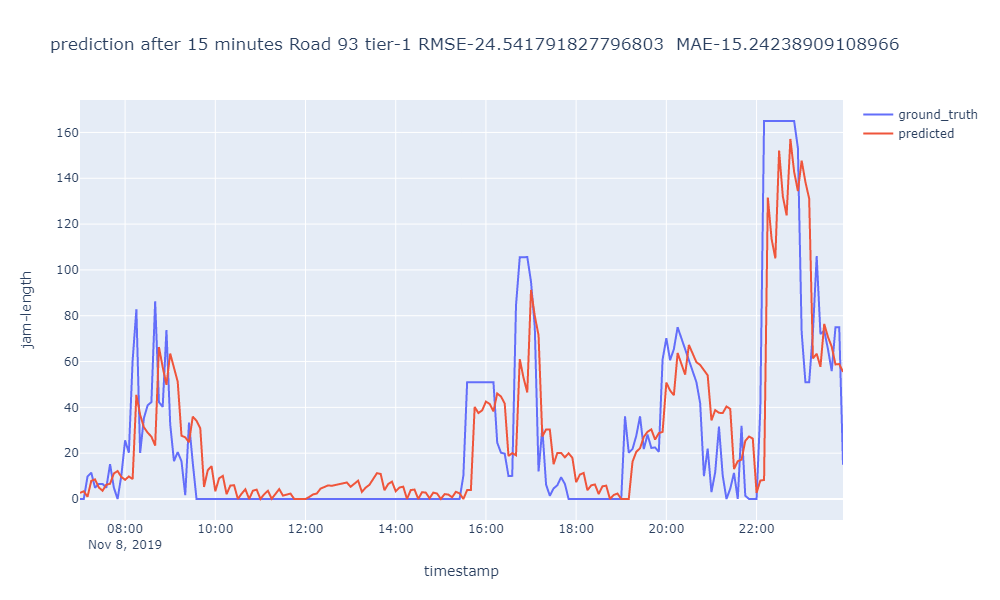 prediction after 15 minutes Road 93 tier-1 RMSE-24.541791827796803  MAE-15.24238909108966
ground_truth
predicted
160
140
120
100
80
60
40
20
0
jam-length
08:00 10:00 12:00 14:00 16:00 18:00 20:00 22:00
Nov 8, 2019
timestamp